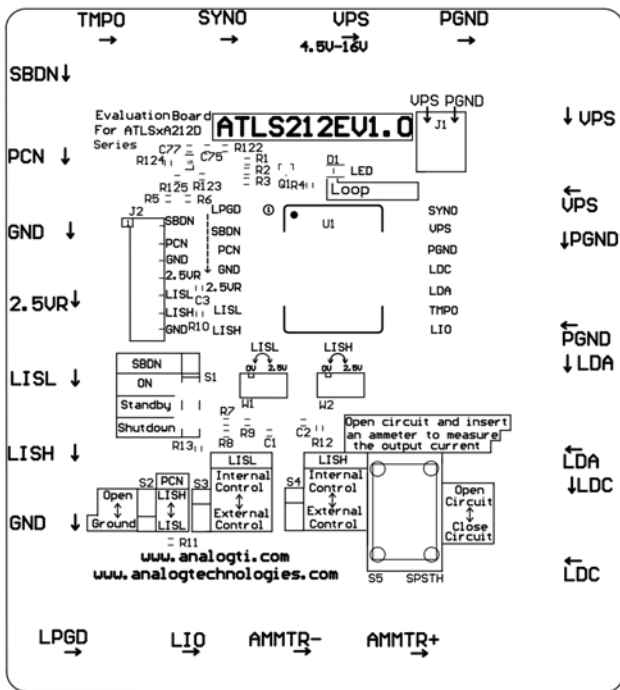 TMPO SYNO VPS PGND
4.5V-16V
SBDN
VPS PGND
J1
Evaluation Board
For ATLSxA212D
Series
ATLS212EV1.0
VPS
PCN
C77 C75 R122
R124
R1
R2
R3
Q1 R4
D1
LED
Loop
R125 R123
R5 R6
VPS
J2
1
SBDN
PCN
GND
2.5VR
LISL
LISH
GND
C3
R10
LPGD
SBDN
PCN
GND
2.5VR
LISL
LISH
1
U1
SYNO
VPS
PGND
LDC
LDA
TMPO
LIO
GND
PGND
2.5VR
PGND
LDA
SBDN
ON
Standby
Shutdown
S1
LISL
0V 2.5V
W1
LISH
0V 2.5V
W2
LISL
R7
R9
R8
C1
C2
R12
R13
Open circuit and insert
an ammeter to measure
the output current
LISH
LDA
LDC
Open
Ground
S2
PCN
LISH
LISL
R11
S3
LISL
Internal
Control
External
Control
S4
LISH
Internal
Control
External
Control
Open
Circuit
Close
Circuit
S5 SPSTH
GND
LDC
www.analogti.com
www.analogtechnologies.com
LPGD LIO AMMTR- AMMTR+